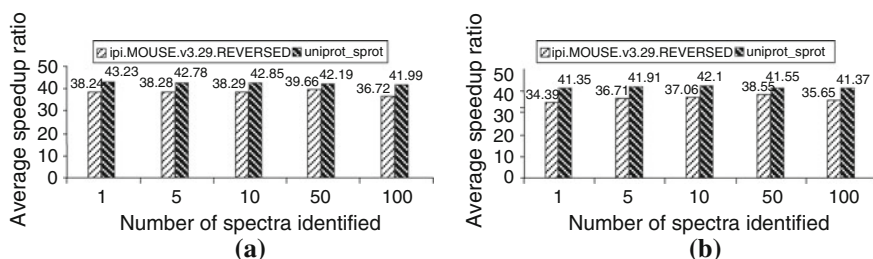 ipi.MOUSE.v3.29.REVERSED uniprot_sprot
Average speedup ratio
50
40
30
20
10
0
38.24 43.23 38.28 42.78 38.29 42.85 39.66 42.19 36.72 41.99
1 5 10 50 100
Number of spectra identified
(a)
ipi.MOUSE.v3.29.REVERSED uniprot_sprot
Average speedup ratio
50
40
30
20
10
0
34.39 41.35 36.71 41.91 37.06 42.1 38.55 41.55 35.65 41.37
1 5 10 50 100
Number of spectra identified
(b)